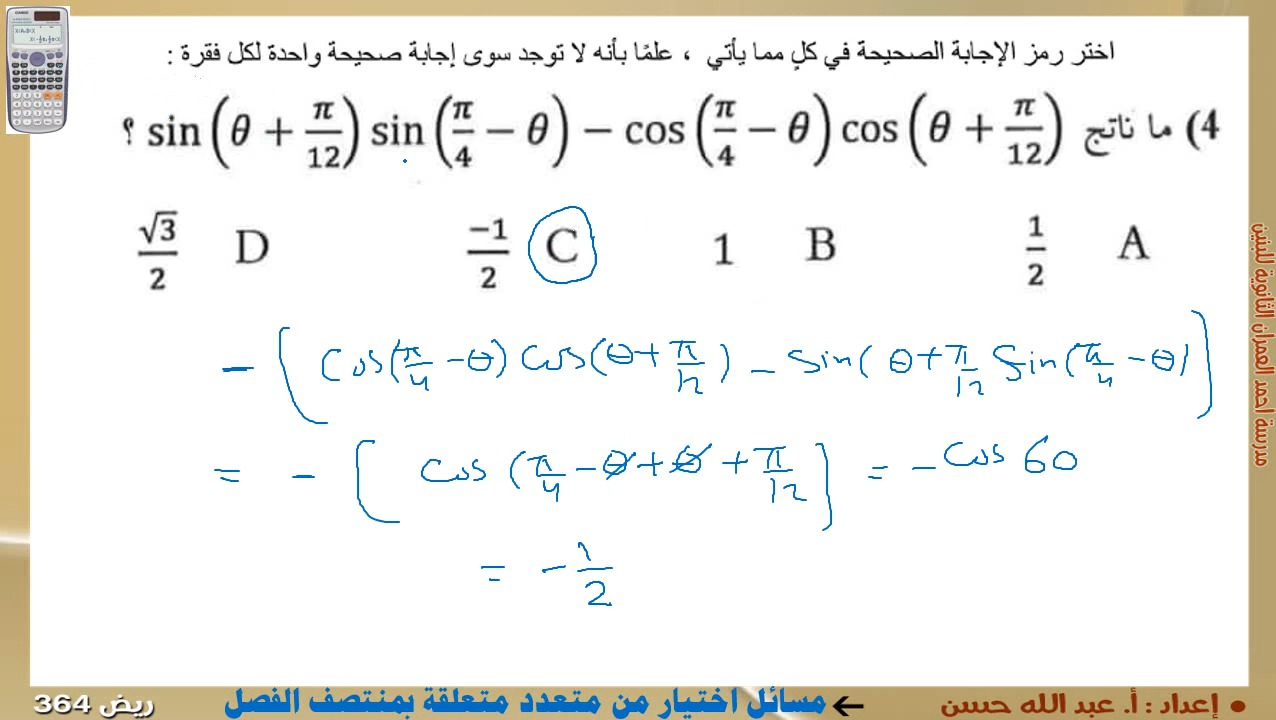 اختر رمز الإجابة الصحيحة في كلٍ مما يأتي ، علمًا بأنه لا توجد سوى إجابة صحيحة واحدة لكل فقرة :
4) ما ناتج sin(θ + π/12) sin(π/4 − θ) − cos(π/4 − θ) cos(θ + π/12) ؟
A 1/2 B 1 C −1/2 D √3/2
− [ cos(π/4 − θ) cos(θ + π/12) − sin(θ + π/12 sin(π/4 − θ) ]
= − [ cos(π/4 − θ + θ + π/12 ] = − cos 60
= − 1/2
مدرسة احمد العمران الثانوية للبنين
• إعداد : أ. عبد الله حسن ← مسائل اختيار من متعدد متعلقة بمنتصف الفصل ريض 364